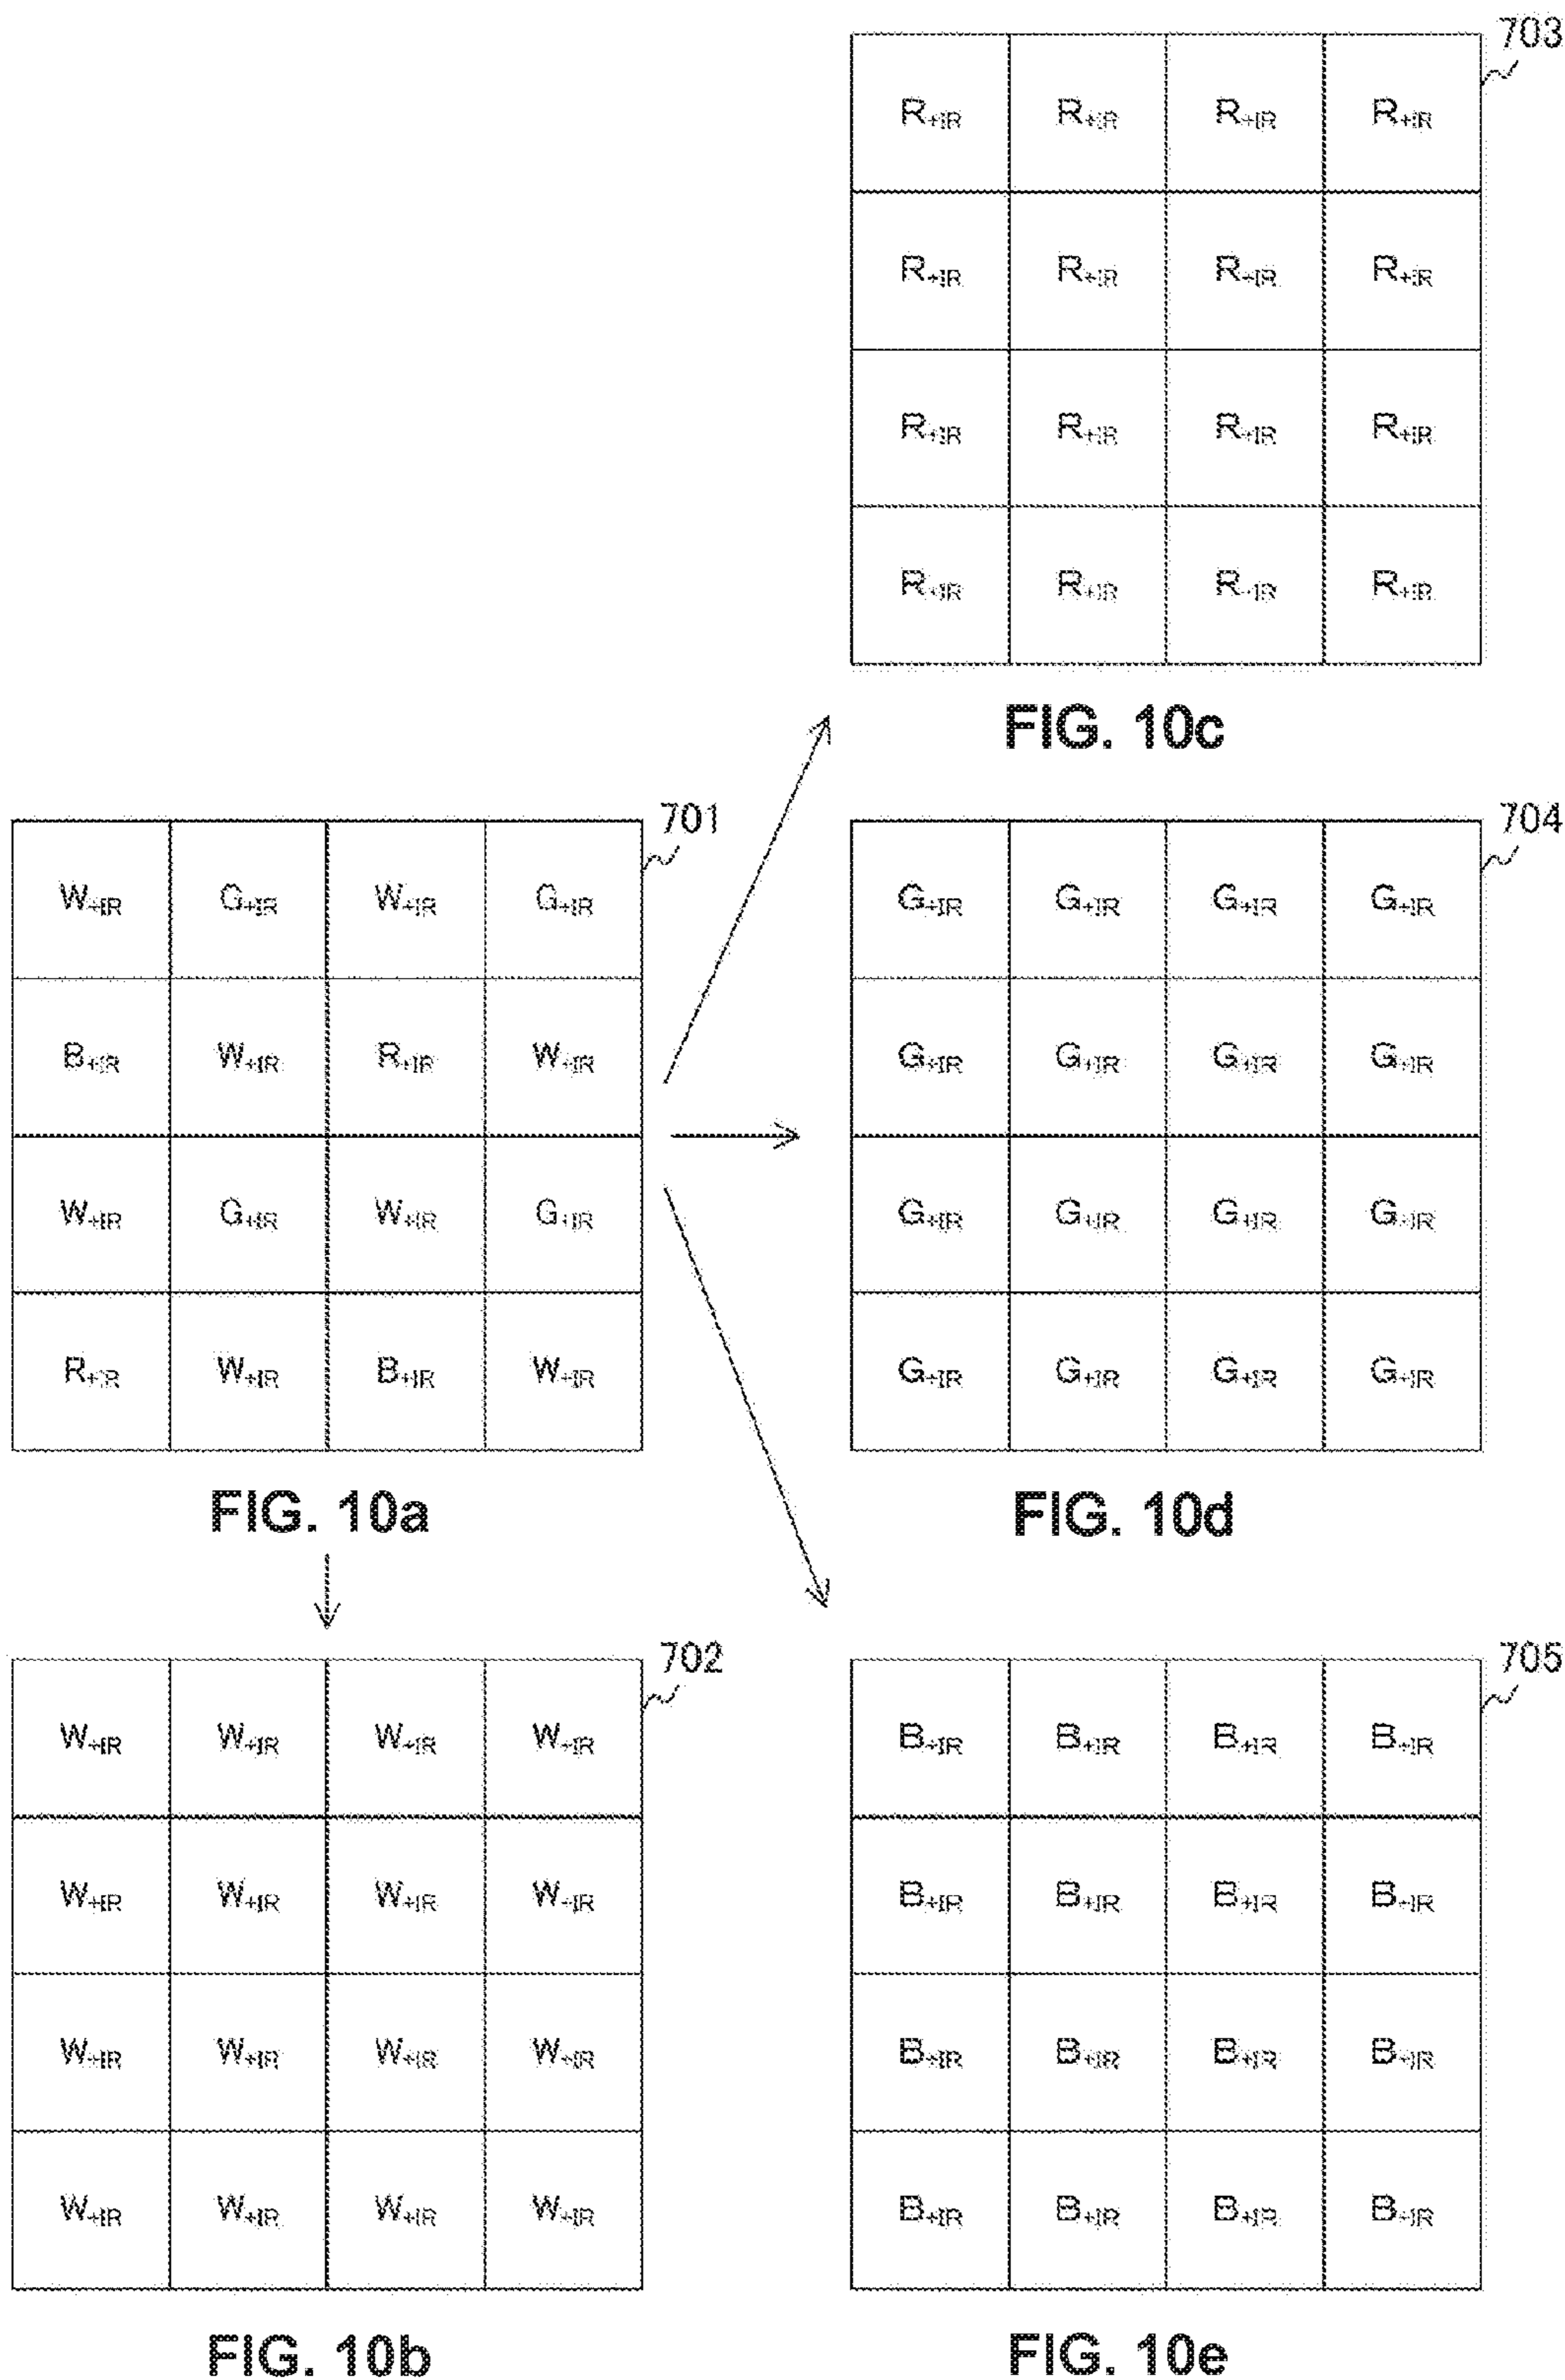 703
R+IR R+IR R+IR R+IR
R+IR R+IR R+IR R+IR
R+IR R+IR R+IR R+IR
R+IR R+IR R+IR R+IR
FIG. 10c
701
W+IR G+IR W+IR G+IR
B+IR W+IR R+IR W+IR
W+IR G+IR W+IR G+IR
R+IR W+IR B+IR W+IR
FIG. 10a
704
G+IR G+IR G+IR G+IR
G+IR G+IR G+IR G+IR
G+IR G+IR G+IR G+IR
G+IR G+IR G+IR G+IR
FIG. 10d
702
W+IR W+IR W+IR W+IR
W+IR W+IR W+IR W+IR
W+IR W+IR W+IR W+IR
W+IR W+IR W+IR W+IR
FIG. 10b
705
B+IR B+IR B+IR B+IR
B+IR B+IR B+IR B+IR
B+IR B+IR B+IR B+IR
B+IR B+IR B+IR B+IR
FIG. 10e